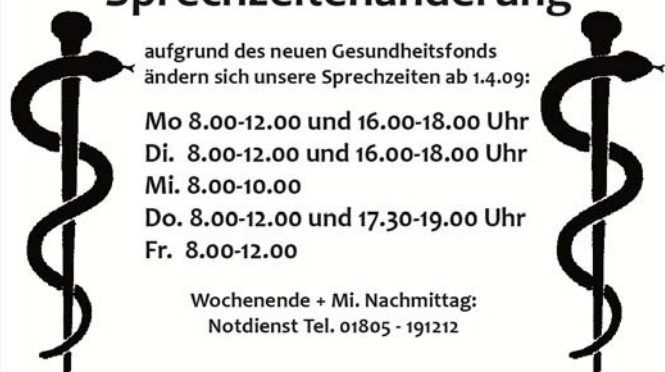 Sprechzeitenänderung
aufgrund des neuen Gesundheitsfonds
ändern sich unsere Sprechzeiten ab 1.4.09:
Mo 8.00-12.00 und 16.00-18.00 Uhr
Di. 8.00-12.00 und 16.00-18.00 Uhr
Mi. 8.00-10.00
Do. 8.00-12.00 und 17.30-19.00 Uhr
Fr. 8.00-12.00
Wochenende + Mi. Nachmittag:
Notdienst Tel. 01805 - 191212